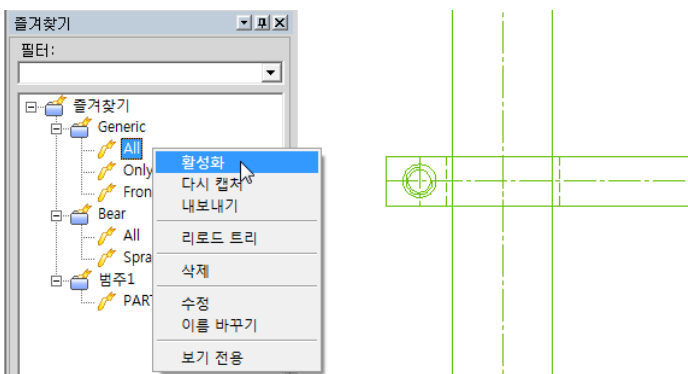 즐겨찾기
필터:
즐겨찾기
Generic
All
Only
Fron
Bear
All
Spra
범주1
PAR
활성화
다시 캡처
내보내기
리로드 트리
삭제
수정
이름 바꾸기
보기 전용